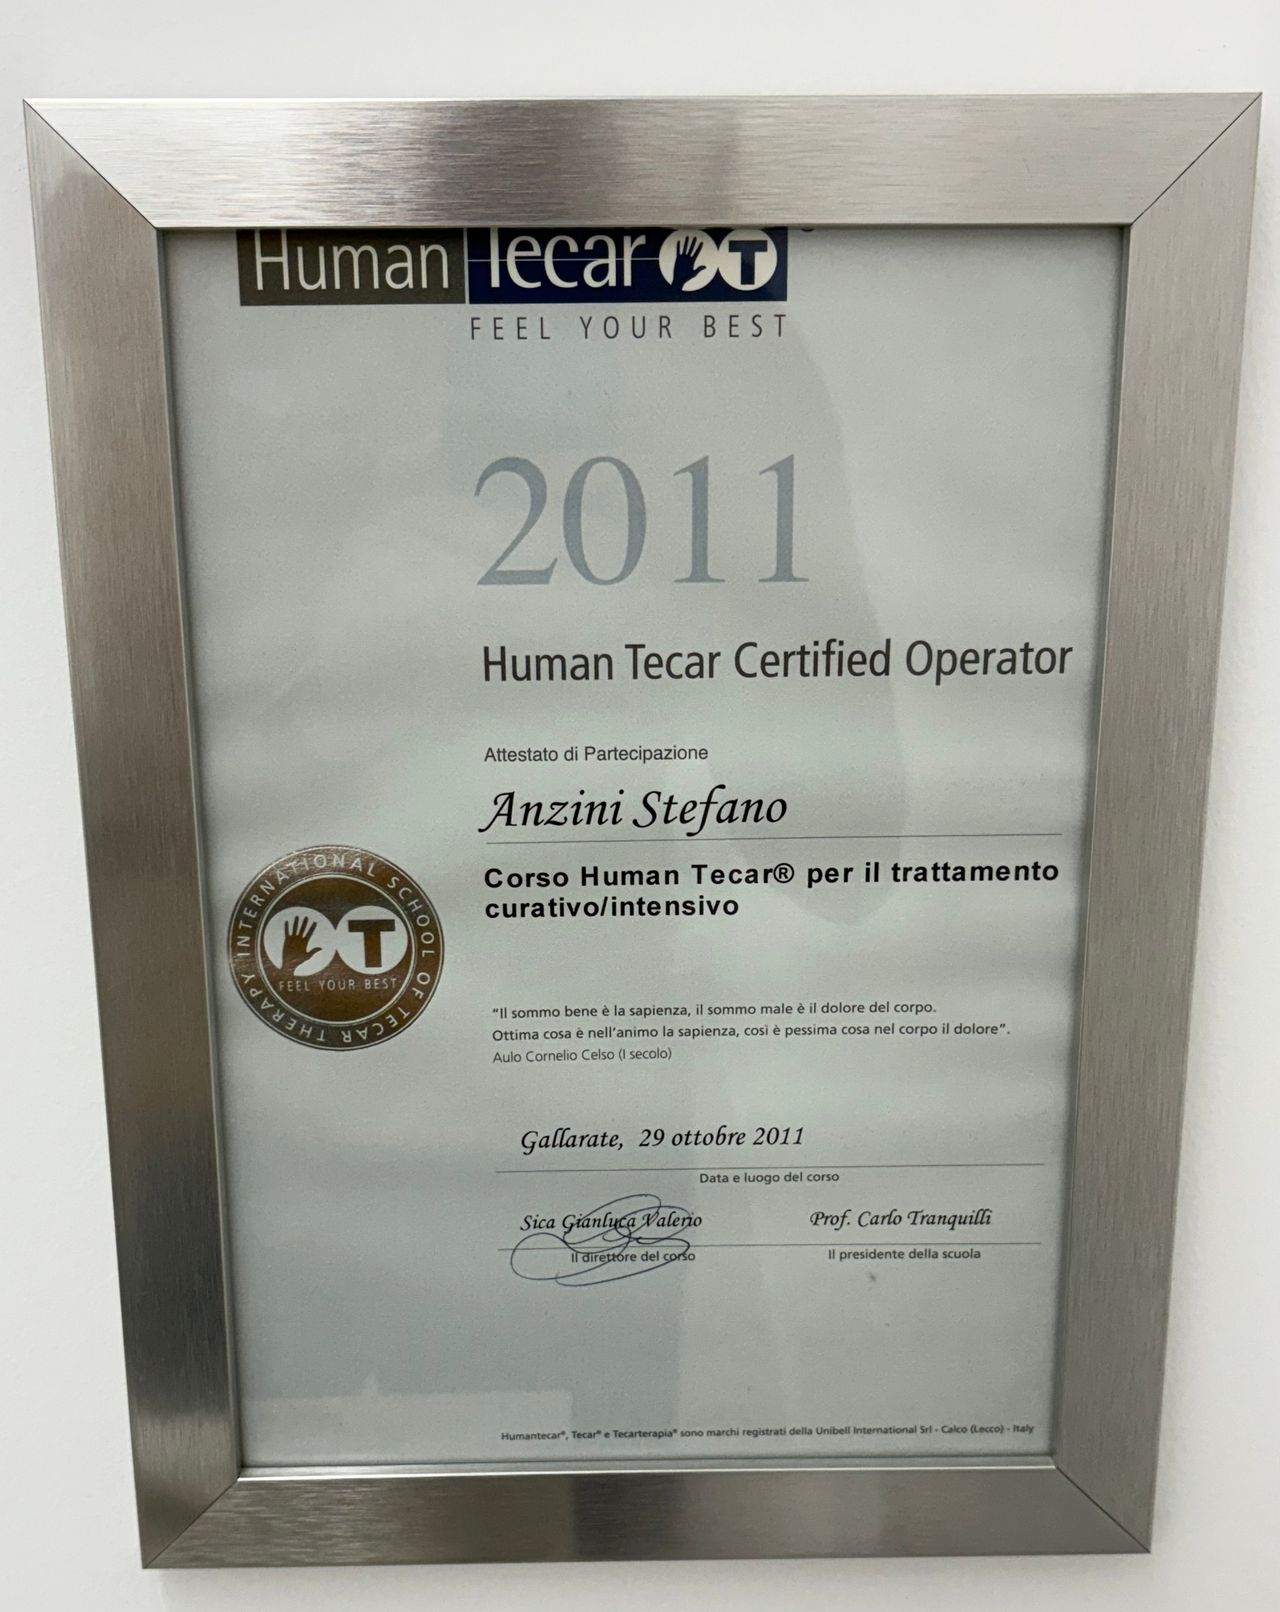 Human Tecar T
FEEL YOUR BEST
2011
Human Tecar Certified Operator
Attestato di Partecipazione
Anzini Stefano
Corso Human Tecar® per il trattamento
curativo/intensivo
INTERNATIONAL SCHOOL OF TECAR THERAPY
T
FEEL YOUR BEST
“Il sommo bene è la sapienza, il sommo male è il dolore del corpo.
Ottima cosa è nell’animo la sapienza, così è pessima cosa nel corpo il dolore”.
Aulo Cornelio Celso (I secolo)
Gallarate, 29 ottobre 2011
Data e luogo del corso
Sica Gianluca Valerio
Il direttore del corso
Prof. Carlo Tranquilli
Il presidente della scuola
Humantecar®, Tecar® e Tecarterapia® sono marchi registrati della Unibell International Srl - Calco (Lecco) - Italy